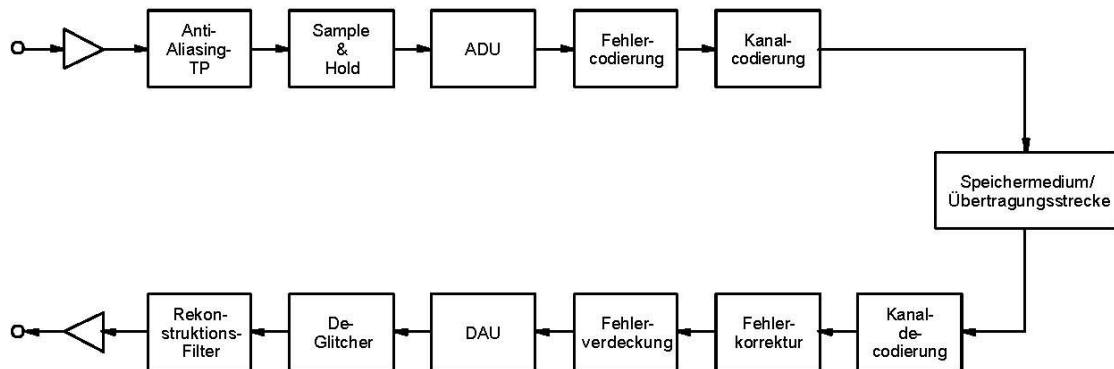 Anti-
Aliasing-
TP
Sample
&
Hold
ADU
Fehler-
codierung
Kanal-
codierung
Speichermedium/
Übertragungsstrecke
Kanal-
de-
codierung
Fehler-
korrektur
Fehler-
verdeckung
DAU
De-
Glitcher
Rekon-
struktions-
Filter